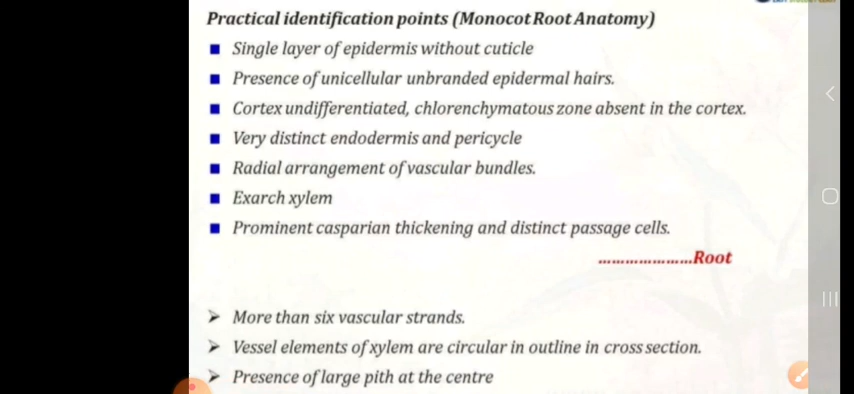 Practical identification points (Monocot Root Anatomy)
■ Single layer of epidermis without cuticle
■ Presence of unicellular unbranded epidermal hairs.
■ Cortex undifferentiated, chlorenchymatous zone absent in the cortex.
■ Very distinct endodermis and pericycle
■ Radial arrangement of vascular bundles.
■ Exarch xylem
■ Prominent casparian thickening and distinct passage cells.
.....................Root
➢ More than six vascular strands.
➢ Vessel elements of xylem are circular in outline in cross section.
➢ Presence of large pith at the centre